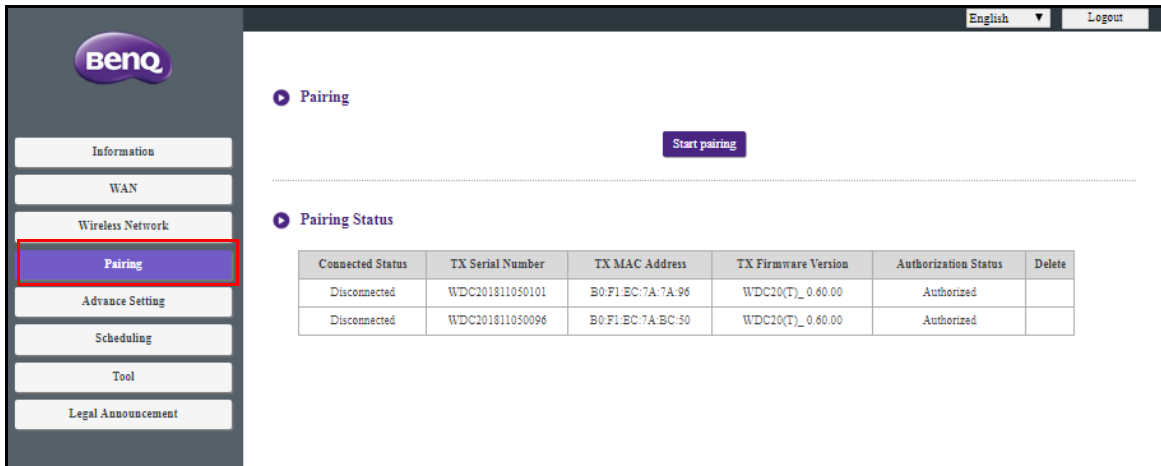 English ▼ Logout
BenQ
Pairing
Start pairing
Information
WAN
Wireless Network
Pairing
Advance Setting
Scheduling
Tool
Legal Announcement
Pairing Status
Connected Status TX Serial Number TX MAC Address TX Firmware Version Authorization Status Delete
Disconnected WDC201811050101 B0:F1:EC:7A:7A:96 WDC20(T)_ 0.60.00 Authorized
Disconnected WDC201811050096 B0:F1:EC:7A:BC:50 WDC20(T)_ 0.60.00 Authorized